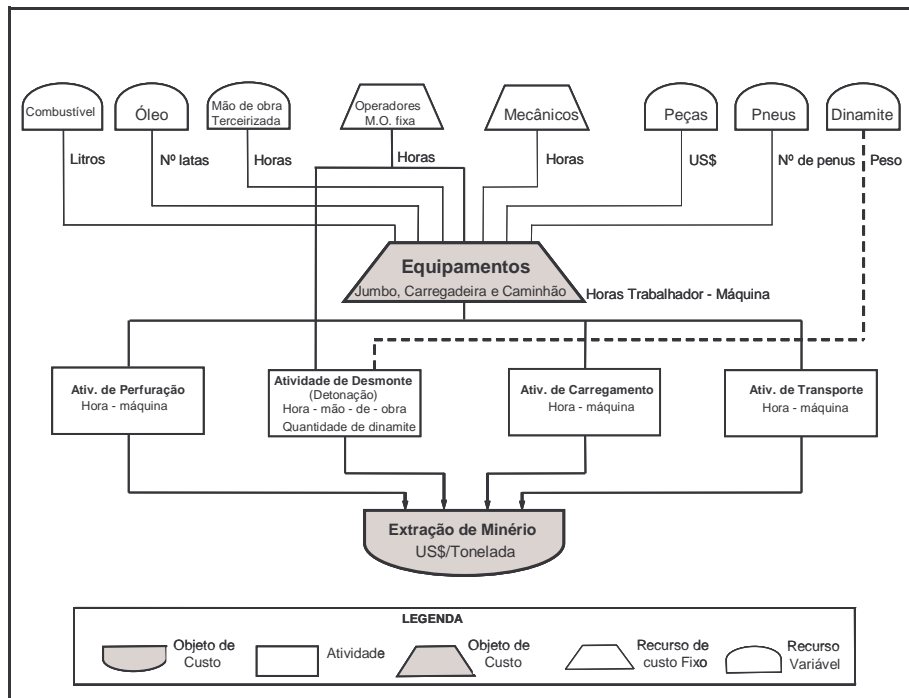 Combustível
Óleo
Mão de obra
Terceirizada
Operadores
M.O. fixa
Mecânicos
Peças
Pneus
Dinamite
Litros
Nº latas
Horas
Horas
Horas
US$
Nº de penus
Peso
Equipamentos
Jumbo, Carregadeira e Caminhão
Horas Trabalhador - Máquina
Ativ. de Perfuração
Hora - máquina
Atividade de Desmonte
(Detonação)
Hora - mão - de - obra
Quantidade de dinamite
Ativ. de Carregamento
Hora - máquina
Ativ. de Transporte
Hora - máquina
Extração de Minério
US$/Tonelada
LEGENDA
Objeto de
Custo
Atividade
Objeto de
Custo
Recurso de
custo Fixo
Recurso
Variável